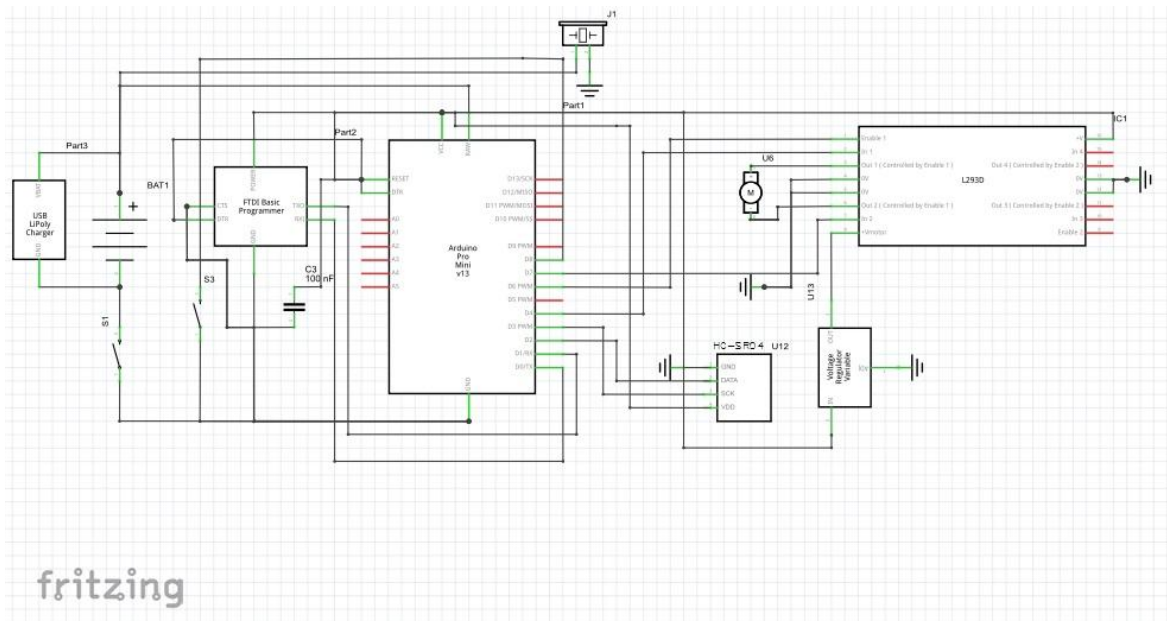 J1
Part1
IC1
Part2
Part3
BAT1
+
VBAT
USB
LiPoly
Charger
GND
S1
S3
POWER
CTS
DTR
FTDI Basic
Programmer
TXO
RXI
GND
C3
100 nF
VCC
RAW
RESET
DTR
A0
A1
A2
A3
A4
A5
Arduino
Pro
Mini
v13
D13/SCK
D12/MISO
D11 PWM/MOSI
D10 PWM/SS
D9 PWM
D8
D7
D6 PWM
D5 PWM
D4
D3 PWM
D2
D1/RX
D0/TX
GND
U6
M
Enable 1
In 1
Out 1 ( Controlled by Enable 1 )
0V
0V
Out 2 ( Controlled by Enable 1 )
In 2
+Vmotor
L293D
+V
In 4
Out 4 ( Controlled by Enable 2 )
0V
0V
Out 3 ( Controlled by Enable 2 )
In 3
Enable 2
U13
OUT
Voltage
Regulator
Variable
IN
HC-SR04 U12
GND
DATA
SCK
VDD
fritzing